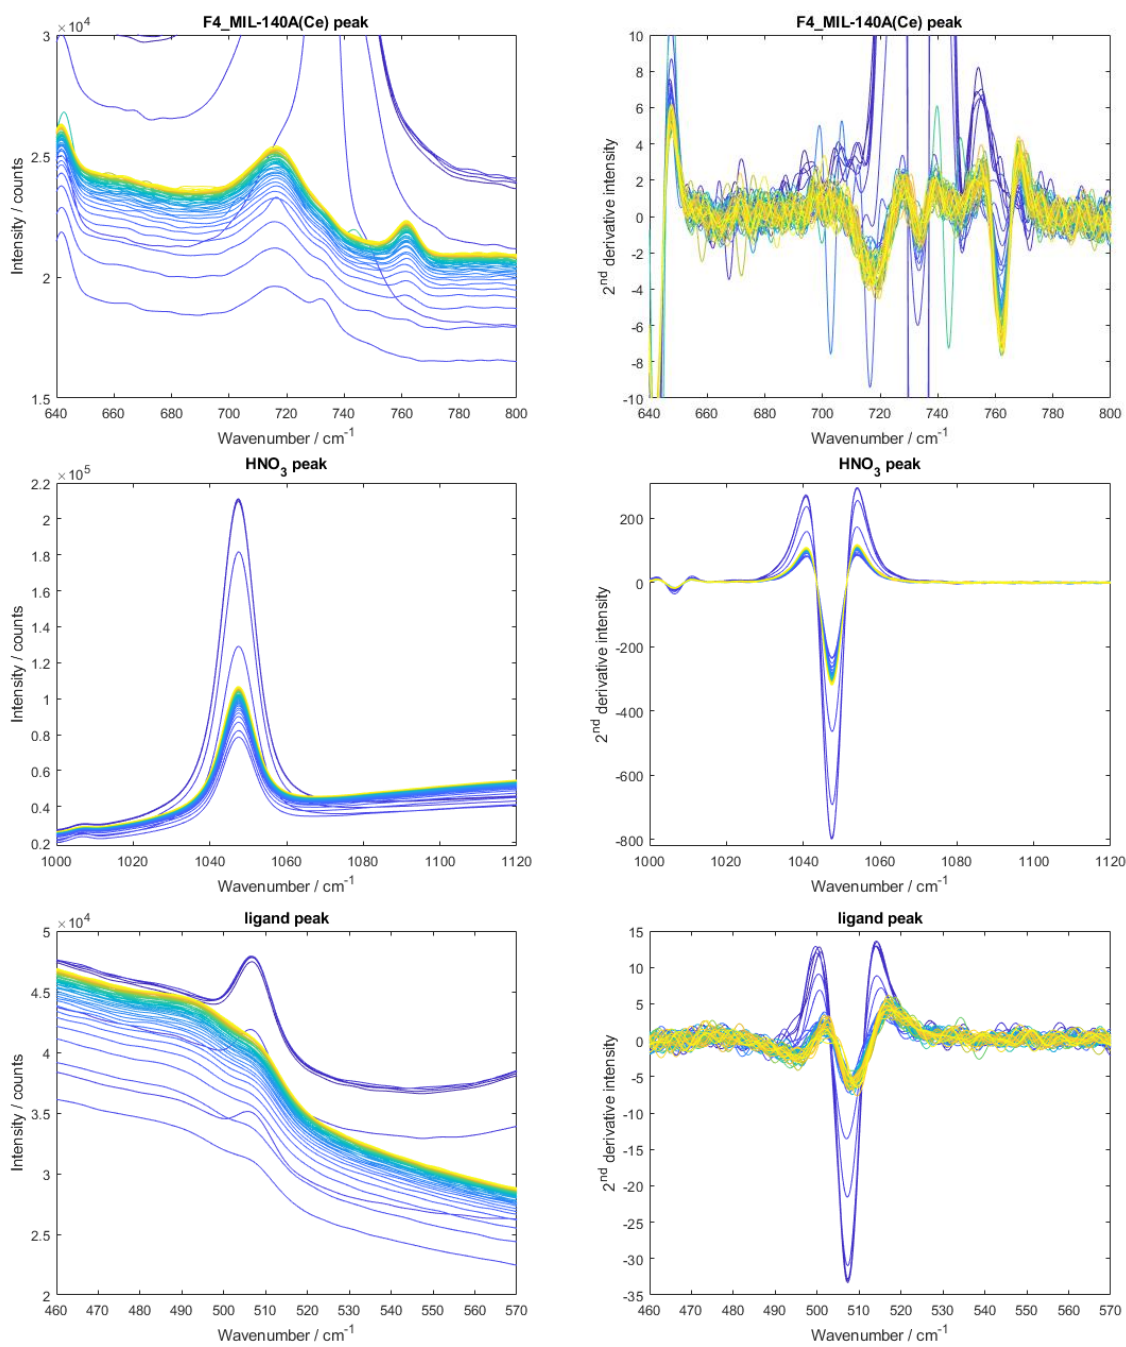 F4_MIL-140A(Ce) peak
×10⁴
3
2.5
2
1.5
640 660 680 700 720 740 760 780 800
Intensity / counts
Wavenumber / cm⁻¹
F4_MIL-140A(Ce) peak
10
8
6
4
2
0
-2
-4
-6
-8
-10
640 660 680 700 720 740 760 780 800
2ⁿᵈ derivative intensity
Wavenumber / cm⁻¹
HNO₃ peak
×10⁵
2.2
2
1.8
1.6
1.4
1.2
1
0.8
0.6
0.4
0.2
1000 1020 1040 1060 1080 1100 1120
Intensity / counts
Wavenumber / cm⁻¹
HNO₃ peak
200
0
-200
-400
-600
-800
1000 1020 1040 1060 1080 1100 1120
2ⁿᵈ derivative intensity
Wavenumber / cm⁻¹
ligand peak
×10⁴
5
4.5
4
3.5
3
2.5
2
460 470 480 490 500 510 520 530 540 550 560 570
Intensity / counts
Wavenumber / cm⁻¹
ligand peak
15
10
5
0
-5
-10
-15
-20
-25
-30
-35
460 470 480 490 500 510 520 530 540 550 560 570
2ⁿᵈ derivative intensity
Wavenumber / cm⁻¹